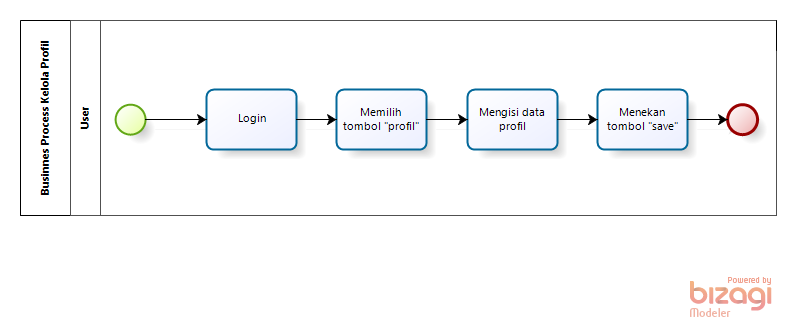 Businnes Process Kelola Profil
User
Login
Memilih
tombol "profil"
Mengisi data
profil
Menekan
tombol "save"
Powered by
bizagi
Modeler